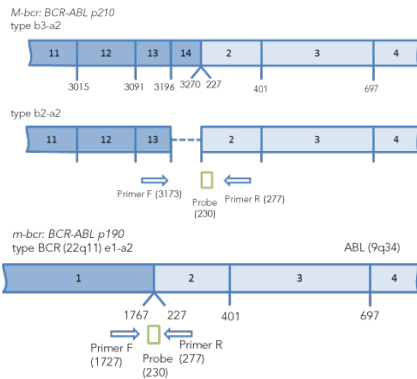 M-bcr: BCR-ABL p210
type b3-a2
11 12 13 14 2 3 4
3015 3091 3196 3270 227 401 697
type b2-a2
11 12 13 2 3 4
Primer F (3173) Probe (230) Primer R (277)
m-bcr: BCR-ABL p190
type BCR (22q11) e1-a2 ABL (9q34)
1 2 3 4
1767 227 401 697
Primer F (1727) Probe (230) Primer R (277)